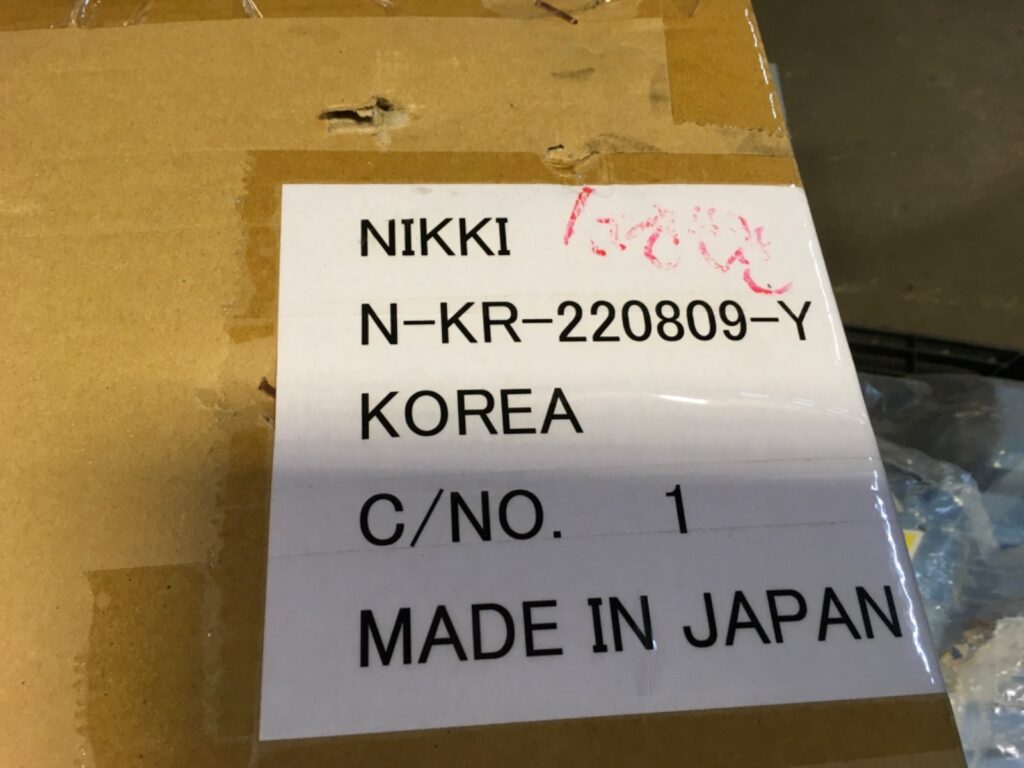 NIKKI
N-KR-220809-Y
KOREA
C/NO. 1
MADE IN JAPAN